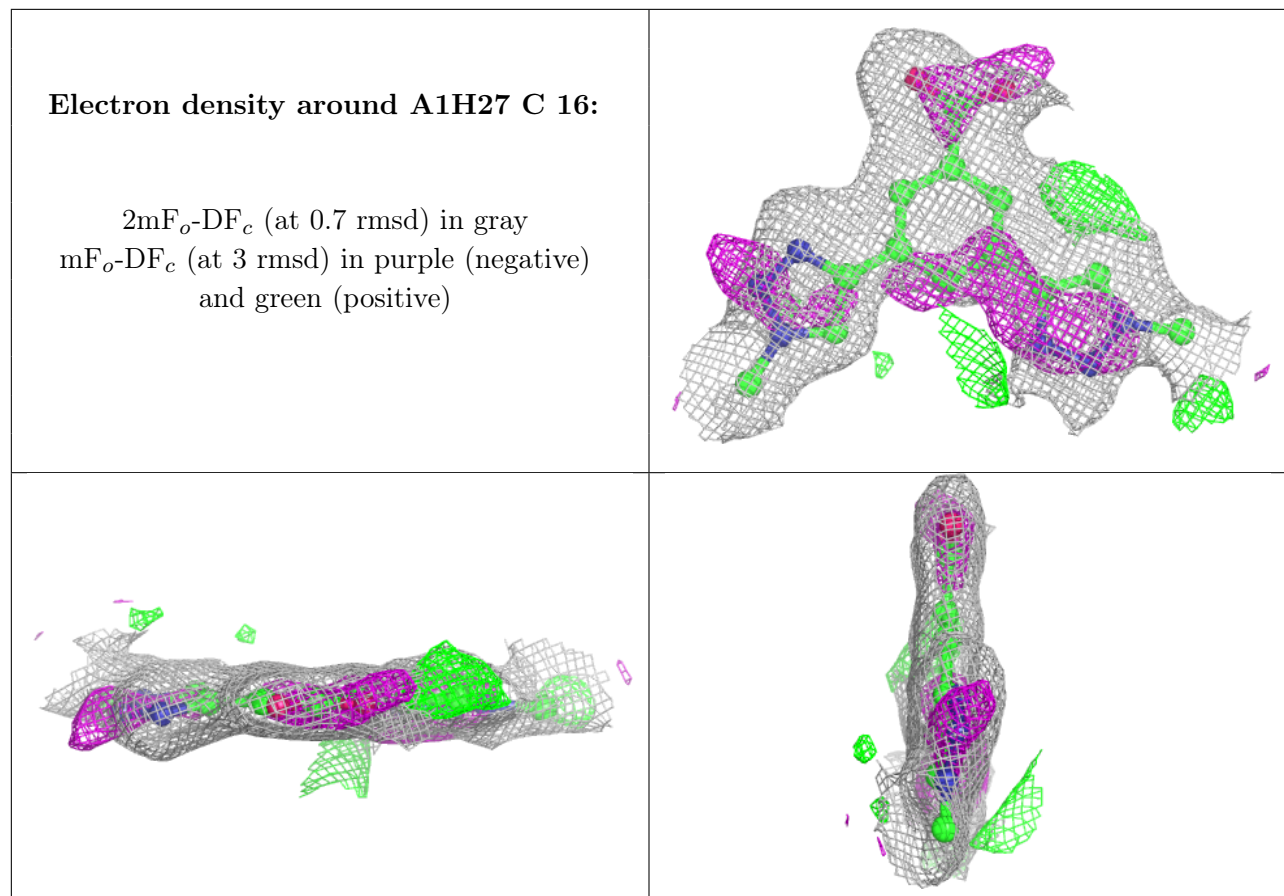 Electron density around A1H27 C 16:
2mFo-DFc (at 0.7 rmsd) in gray
mFo-DFc (at 3 rmsd) in purple (negative)
and green (positive)